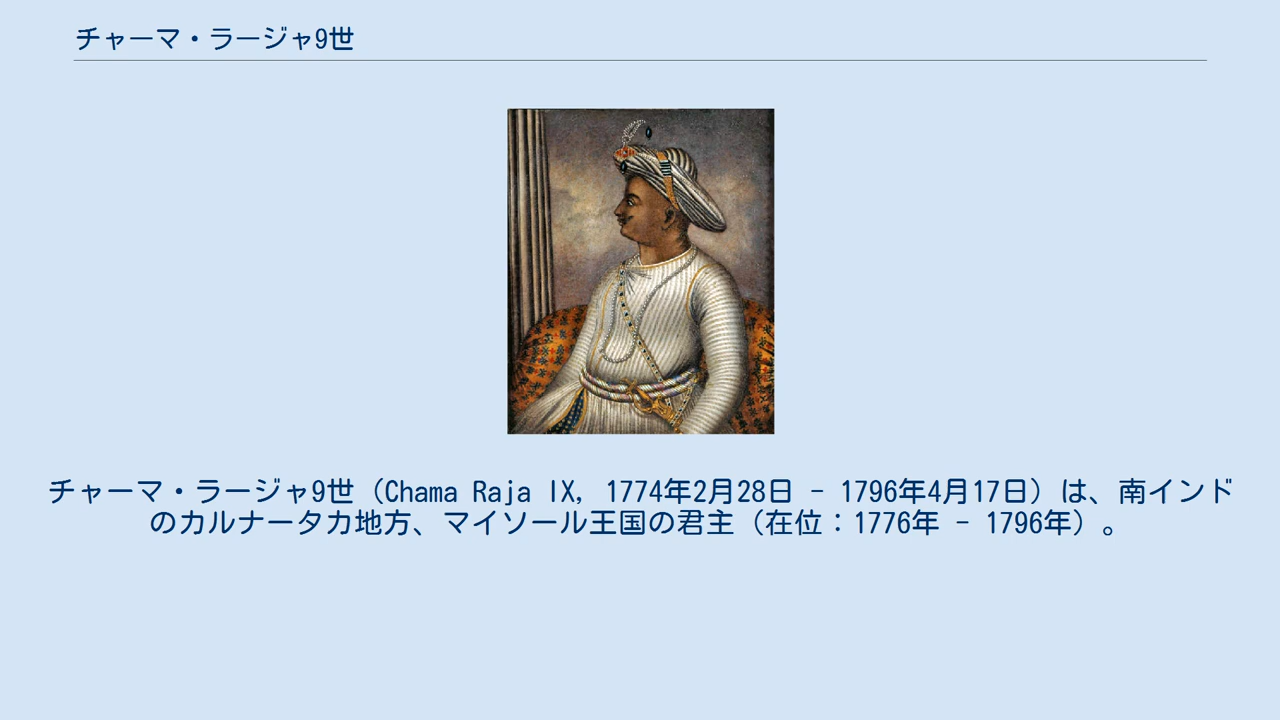 チャーマ・ラージャ9世
チャーマ・ラージャ9世（Chama Raja IX, 1774年2月28日 - 1796年4月17日）は、南インド
のカルナータカ地方、マイソール王国の君主（在位：1776年 - 1796年）。